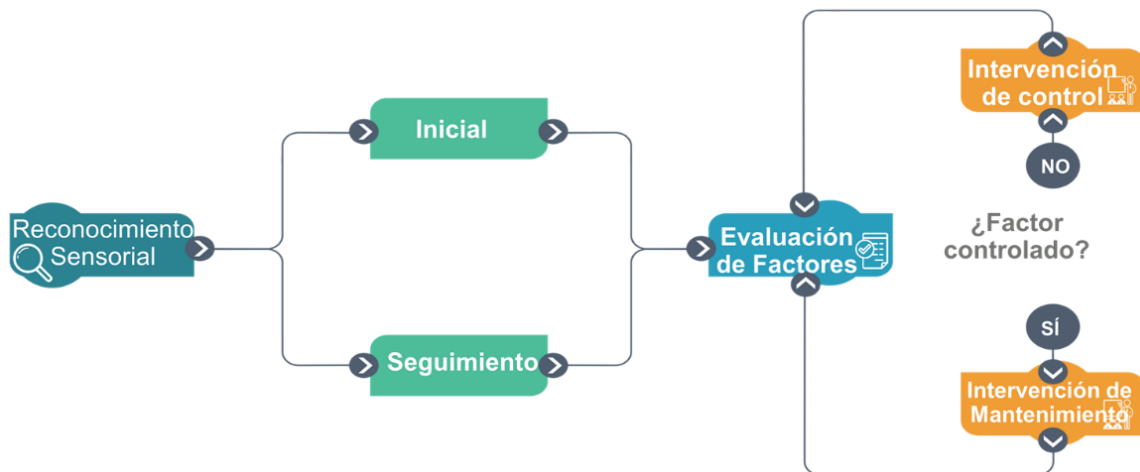 Reconocimiento
Sensorial
Inicial
Seguimiento
Evaluación
de Factores
Intervención
de control
NO
¿Factor
controlado?
SÍ
Intervención de
Mantenimiento